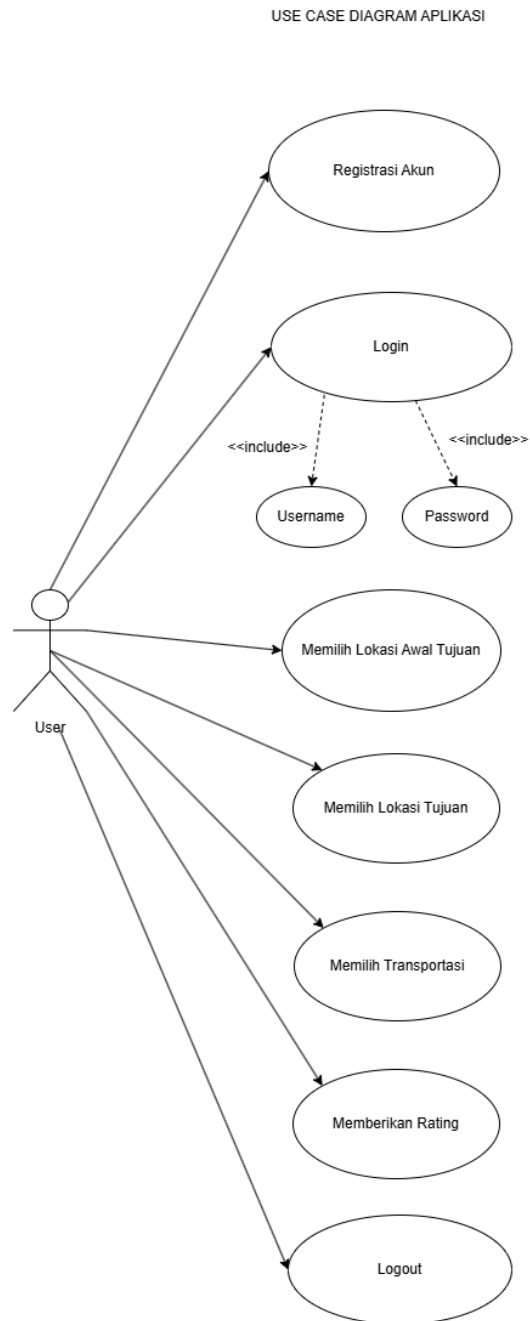 USE CASE DIAGRAM APLIKASI
Registrasi Akun
Login
<<include>>
<<include>>
Username
Password
Memilih Lokasi Awal Tujuan
User
Memilih Lokasi Tujuan
Memilih Transportasi
Memberikan Rating
Logout